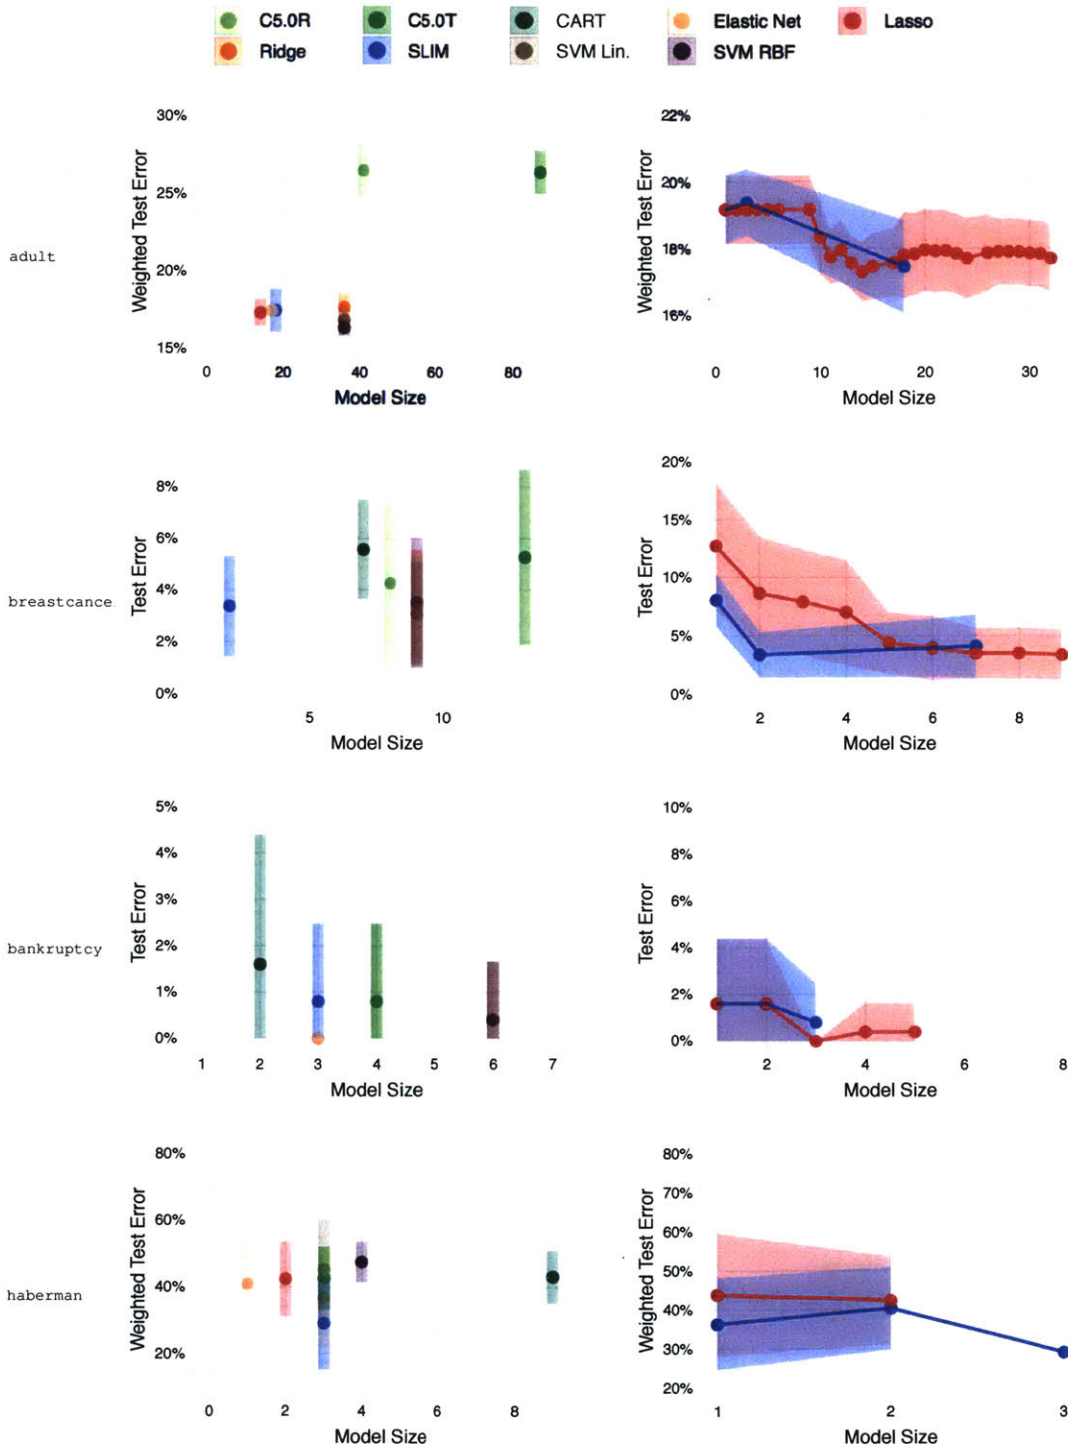 C5.0R C5.0T CART Elastic Net Lasso
Ridge SLIM SVM Lin. SVM RBF
adult
Weighted Test Error
30%
25%
20%
15%
0 20 40 60 80
Model Size
Weighted Test Error
22%
20%
18%
16%
0 10 20 30
Model Size
breastcance
Test Error
8%
6%
4%
2%
0%
5 10
Model Size
Test Error
20%
15%
10%
5%
0%
2 4 6 8
Model Size
bankruptcy
Test Error
5%
4%
3%
2%
1%
0%
1 2 3 4 5 6 7
Model Size
Test Error
10%
8%
6%
4%
2%
0%
2 4 6 8
Model Size
haberman
Weighted Test Error
80%
60%
40%
20%
0 2 4 6 8
Model Size
Weighted Test Error
80%
70%
60%
50%
40%
30%
20%
1 2 3
Model Size